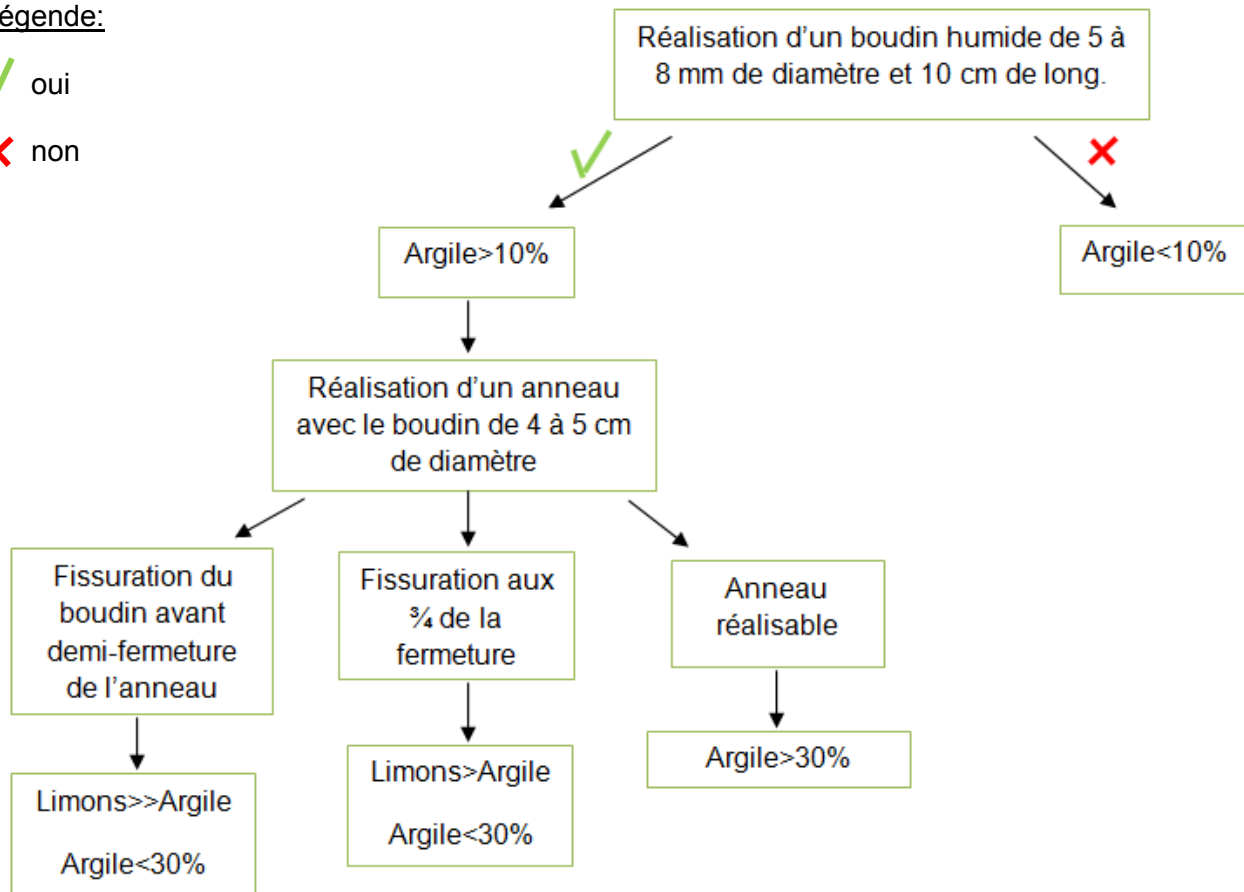 égende:
oui
non
Réalisation d'un boudin humide de 5 à
8 mm de diamètre et 10 cm de long.
Argile>10%
Argile<10%
Réalisation d'un anneau
avec le boudin de 4 à 5 cm
de diamètre
Fissuration du
boudin avant
demi-fermeture
de l'anneau
Fissuration aux
¾ de la
fermeture
Anneau
réalisable
Limons>>Argile
Argile<30%
Limons>Argile
Argile<30%
Argile>30%